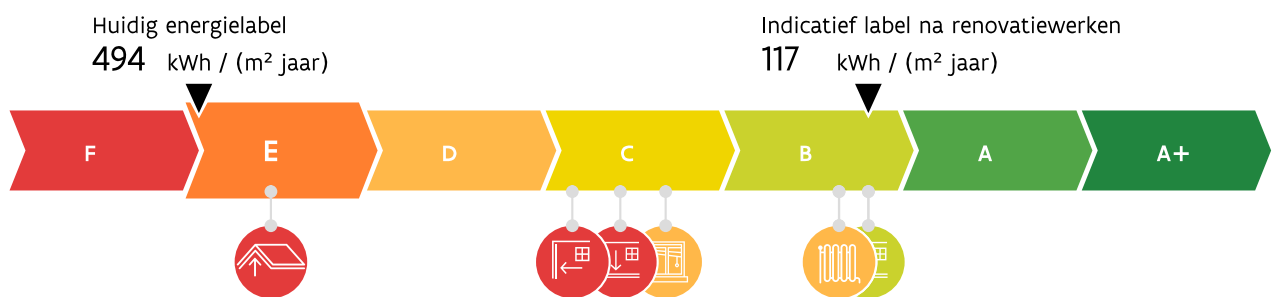 Huidig energielabel
494 kWh / (m² jaar)
Indicatief label na renovatiewerken
117 kWh / (m² jaar)
F E D C B A A+